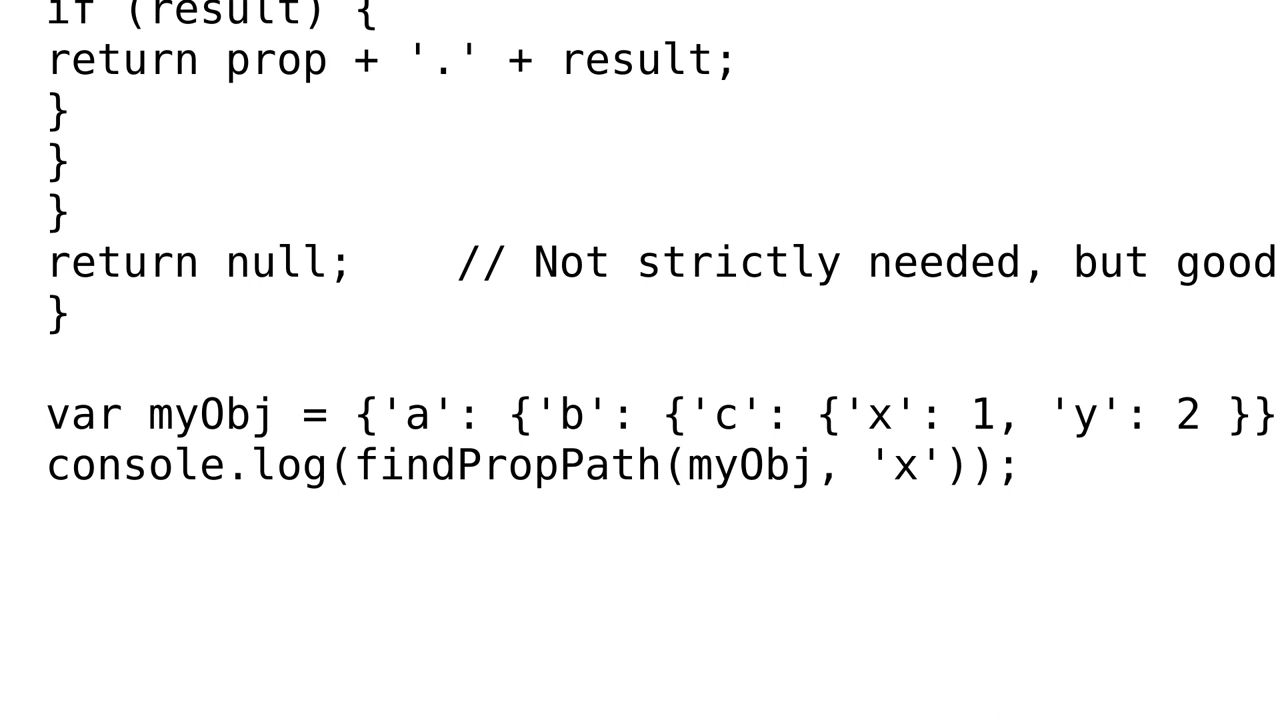 if (result) {
return prop + '.' + result;
}
}
}
return null;    // Not strictly needed, but good
}

var myObj = {'a': {'b': {'c': {'x': 1, 'y': 2 }}
console.log(findPropPath(myObj, 'x'));